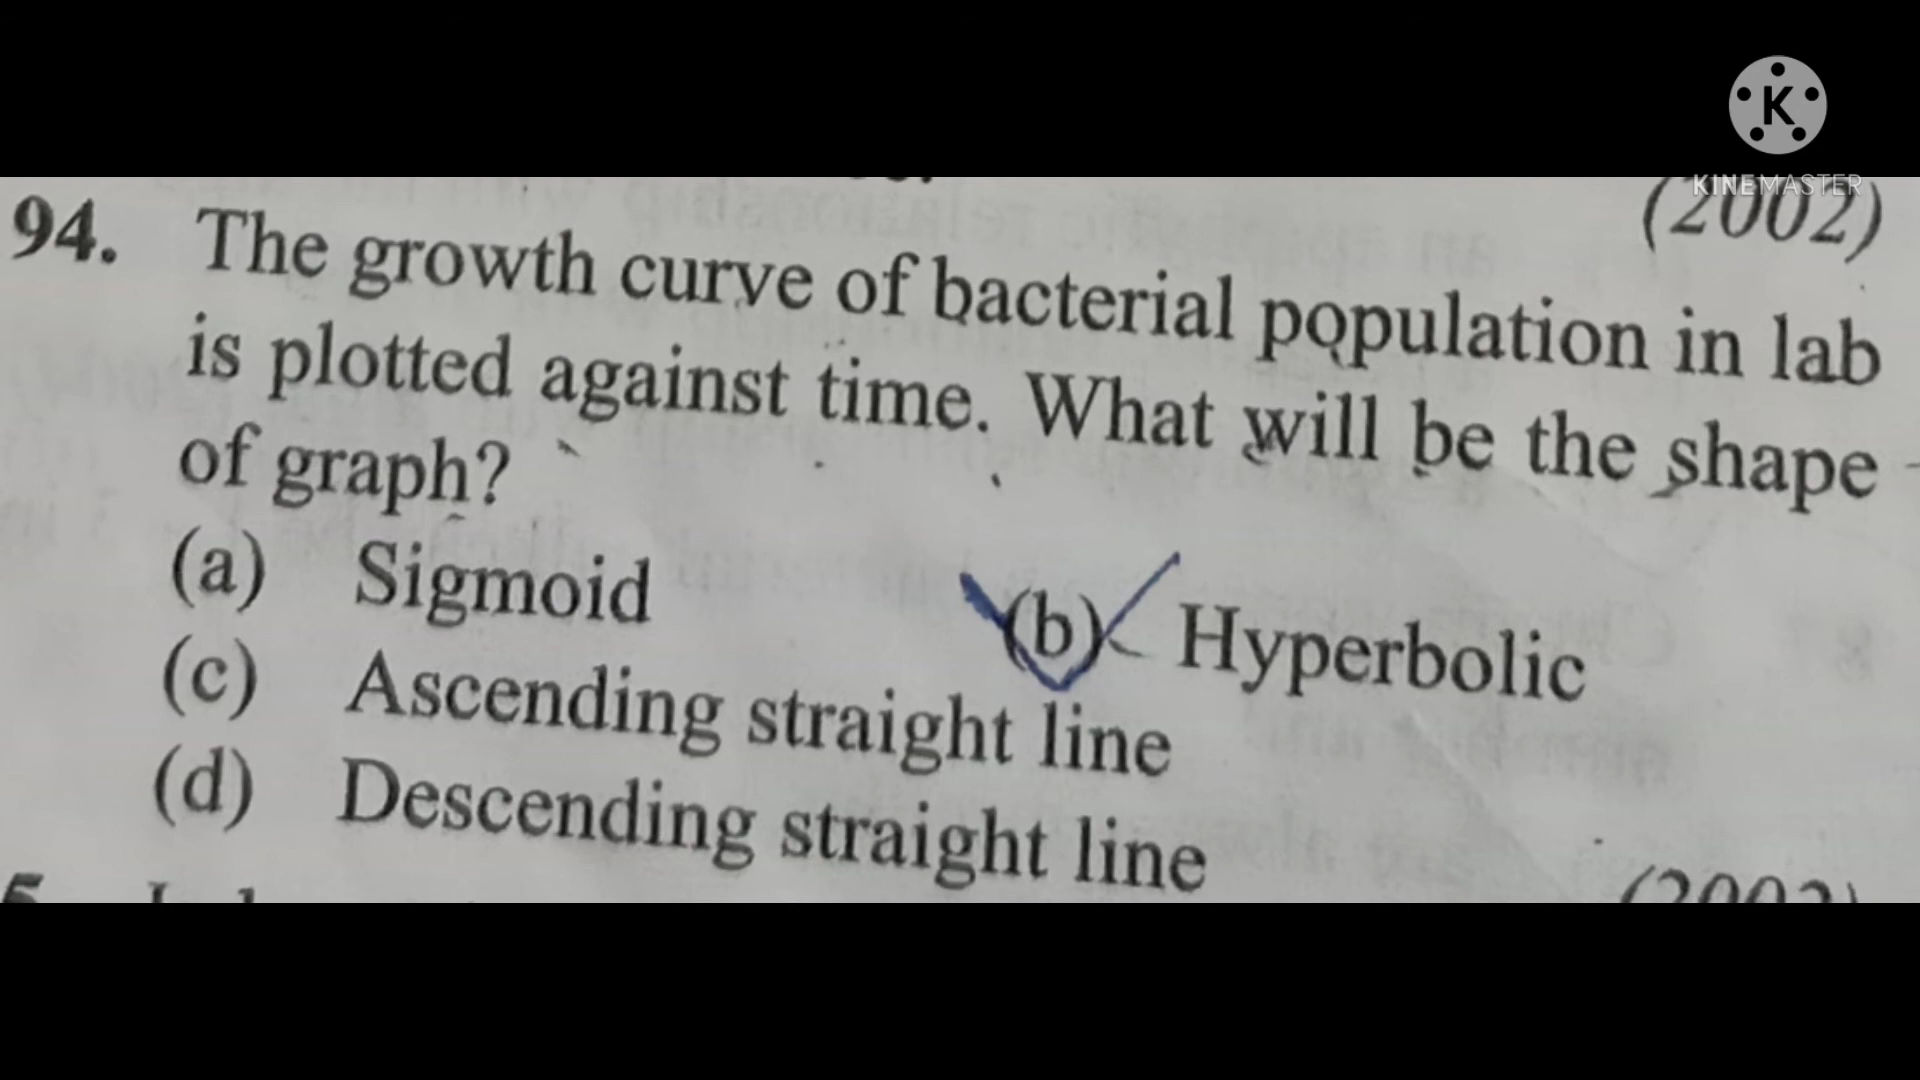 KINEMASTER
(2002)
94. The growth curve of bacterial population in lab
is plotted against time. What will be the shape
of graph?
(a) Sigmoid (b) Hyperbolic
(c) Ascending straight line
(d) Descending straight line
(2002)